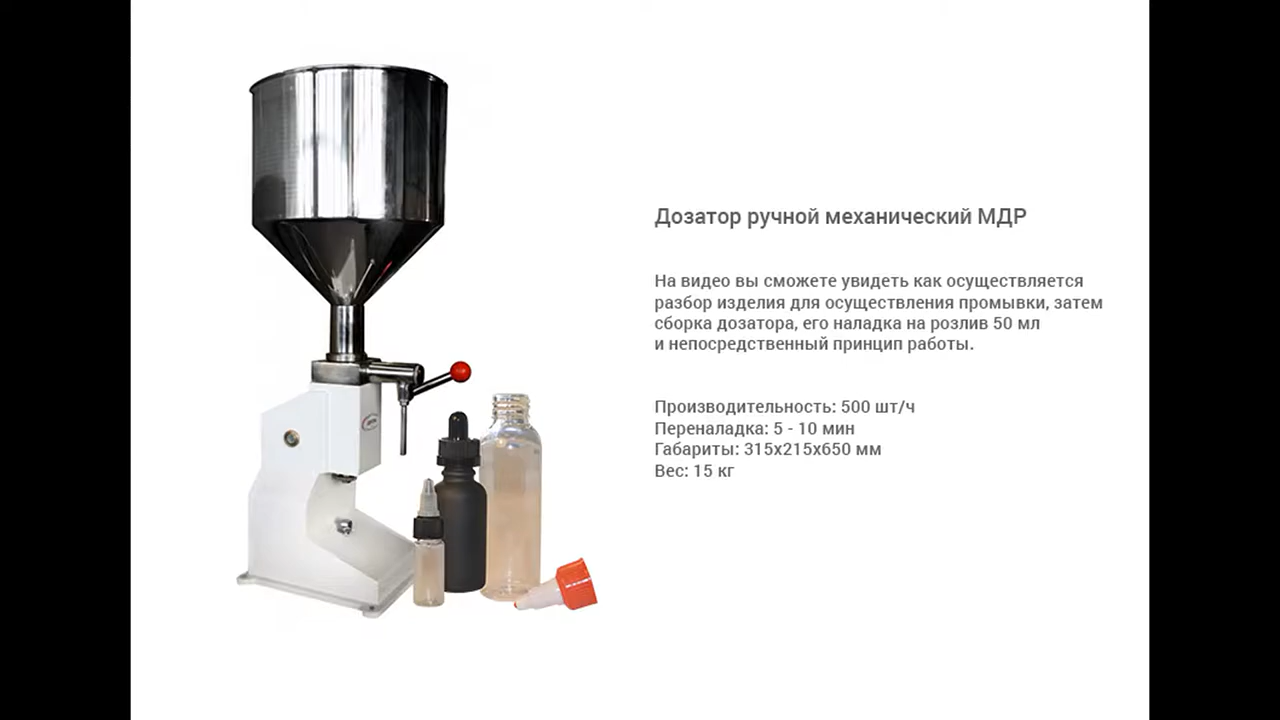 Дозатор ручной механический МДР
На видео вы сможете увидеть как осуществляется
разбор изделия для осуществления промывки, затем
сборка дозатора, его наладка на розлив 50 мл
и непосредственный принцип работы.
Производительность: 500 шт/ч
Переналадка: 5 - 10 мин
Габариты: 315х215х650 мм
Вес: 15 кг